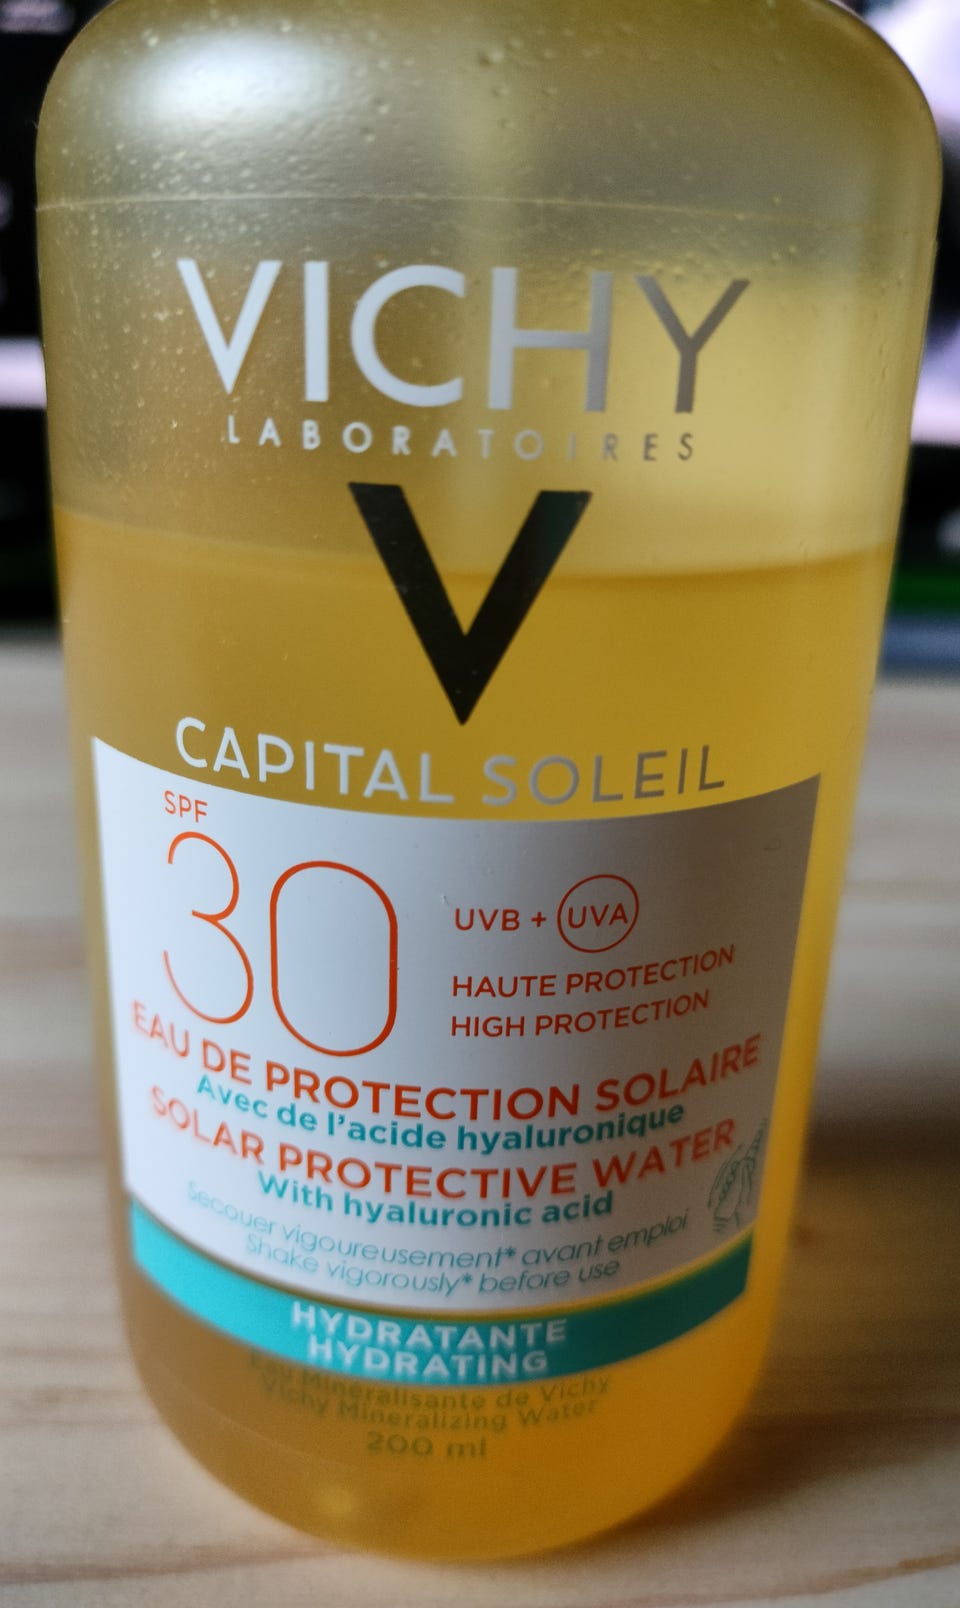 VICHY
LABORATOIRES
V
CAPITAL SOLEIL
SPF
30
UVB + UVA
HAUTE PROTECTION
HIGH PROTECTION
EAU DE PROTECTION SOLAIRE
Avec de l'acide hyaluronique
SOLAR PROTECTIVE WATER
With hyaluronic acid
Secouer vigoureusement* avant emploi
Shake vigorously* before use
HYDRATANTE
HYDRATING
Eau Minéralisante de Vichy
Vichy Mineralizing Water
200 ml